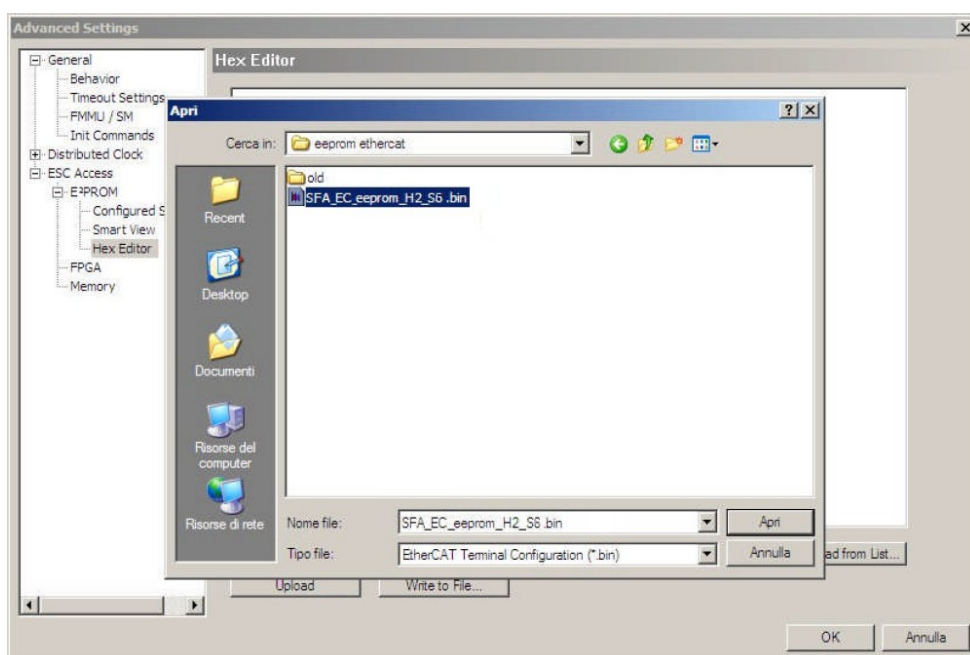 Advanced Settings
General
Behavior
Timeout Settings
FMMU / SM
Init Commands
Distributed Clock
ESC Access
E²PROM
Configured S
Smart View
Hex Editor
FPGA
Memory
Hex Editor
Apri
Cerca in:
eeprom ethercat
old
SFA_EC_eeprom_H2_S6 .bin
Recent
Desktop
Documenti
Risorse del
computer
Risorse di rete
Nome file:
SFA_EC_eeprom_H2_S6 .bin
Apri
Tipo file:
EtherCAT Terminal Configuration (*.bin)
Annulla
ad from List...
Upload
Write to File...
OK
Annulla